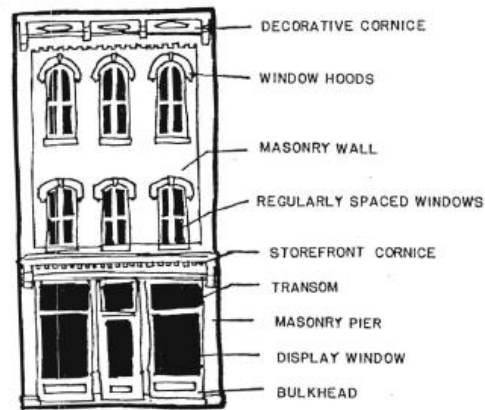 DECORATIVE CORNICE
WINDOW HOODS
MASONRY WALL
REGULARLY SPACED WINDOWS
STOREFRONT CORNICE
TRANSOM
MASONRY PIER
DISPLAY WINDOW
BULKHEAD